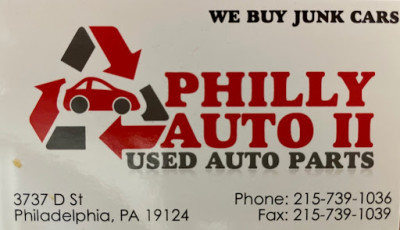 WE BUY JUNK CARS
PHILLY
AUTO II
USED AUTO PARTS
3737 D St
Philadelphia, PA 19124
Phone: 215-739-1036
Fax: 215-739-1039